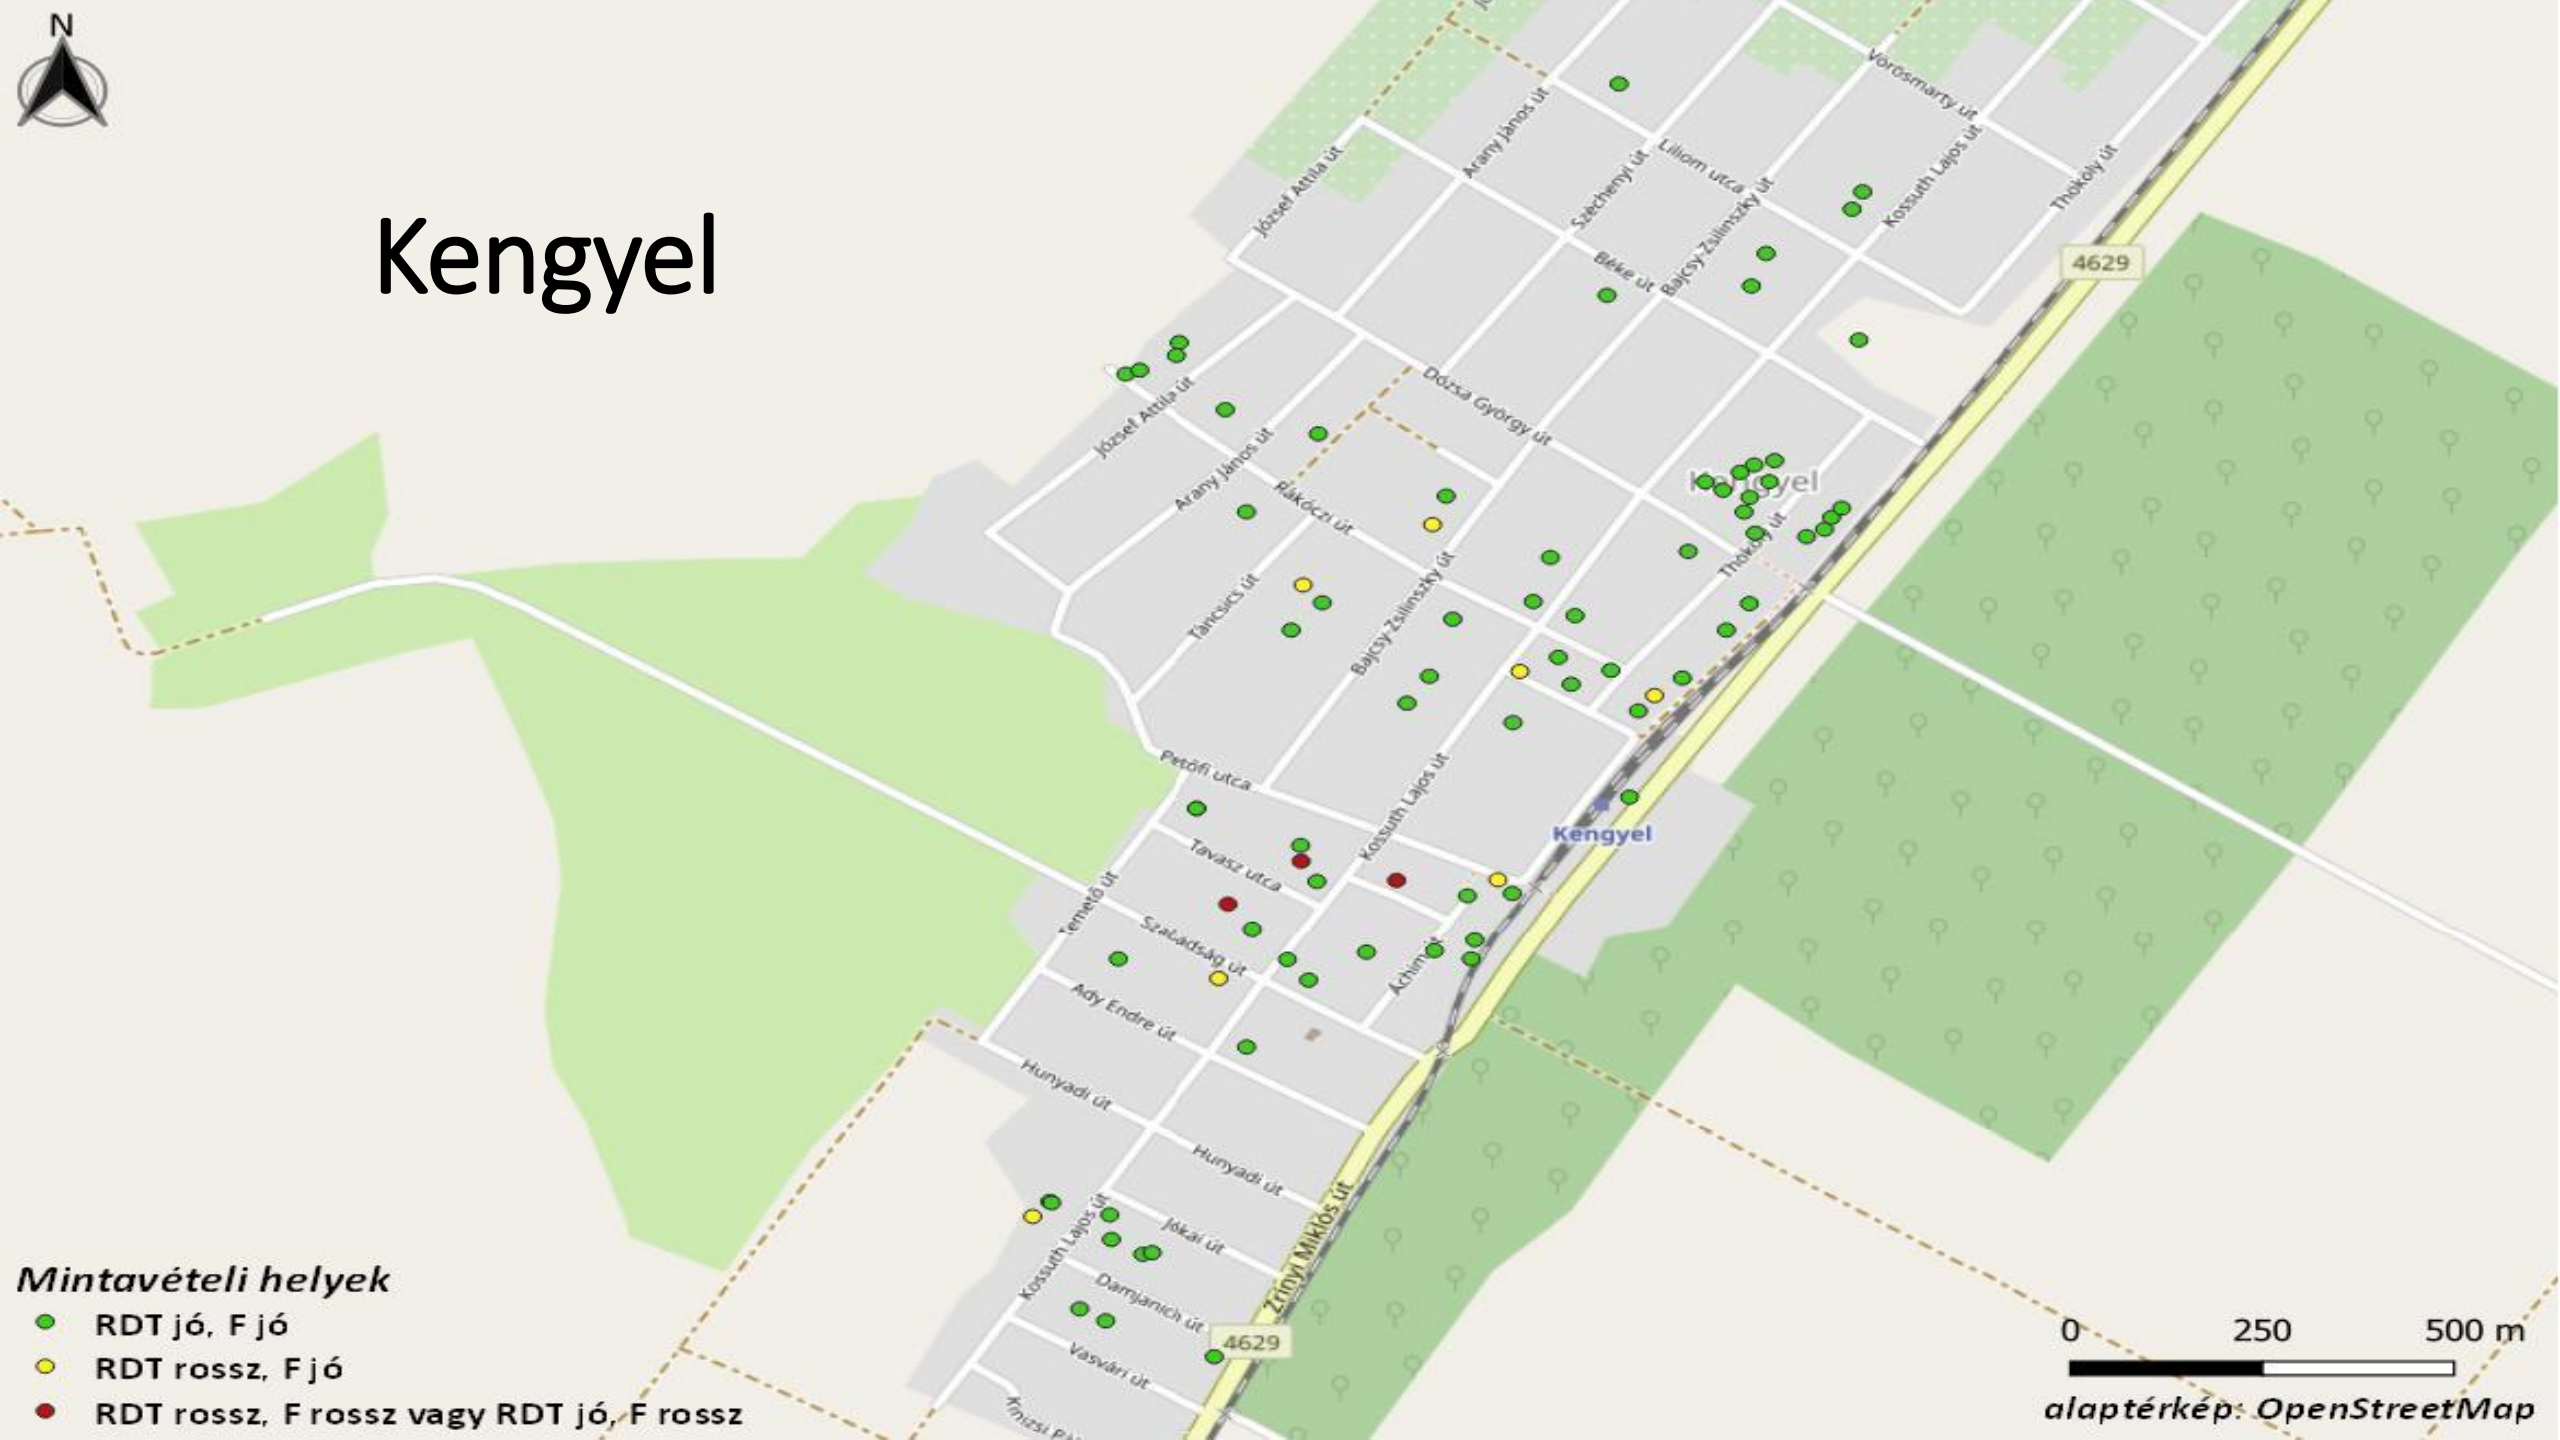 N
Kengyel
Vörösmarty út
Arany János út
József Attila út
Széchenyi út
Liliom utca
Bajcsy-Zsilinszky út
Kossuth Lajos út
Thököly út
4629
Béke út
Dózsa György út
József Attila út
Arany János út
Rákóczi út
Kengyel
Thököly út
Táncsics út
Bajcsy-Zsilinszky út
Petőfi utca
Kossuth Lajos út
Kengyel
Tavasz utca
Temető út
Szabadság út
Áchim út
Ady Endre út
Hunyadi út
Hunyadi út
Jókai út
Kossuth Lajos út
Zrínyi Miklós út
Damjanich út
4629
Vasvári út
Kinizsi
Mintavételi helyek
RDT jó, F jó
RDT rossz, F jó
RDT rossz, F rossz vagy RDT jó, F rossz
0 250 500 m
alaptérkép: OpenStreetMap